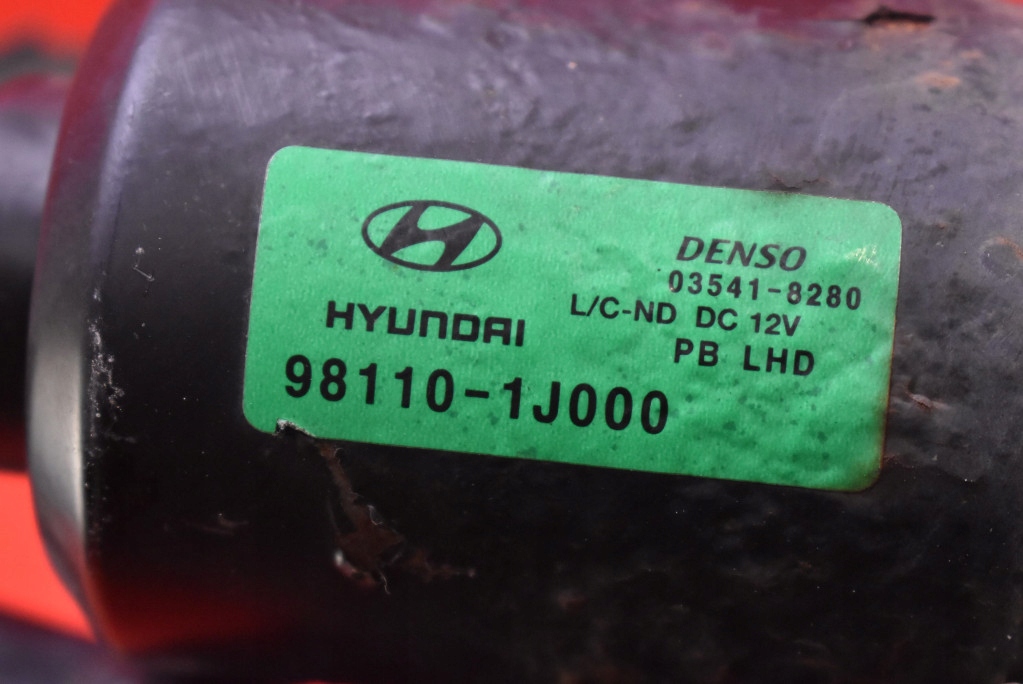 HYUNDAI
98110-1J000
DENSO
03541-8280
L/C-ND DC 12V
PB LHD